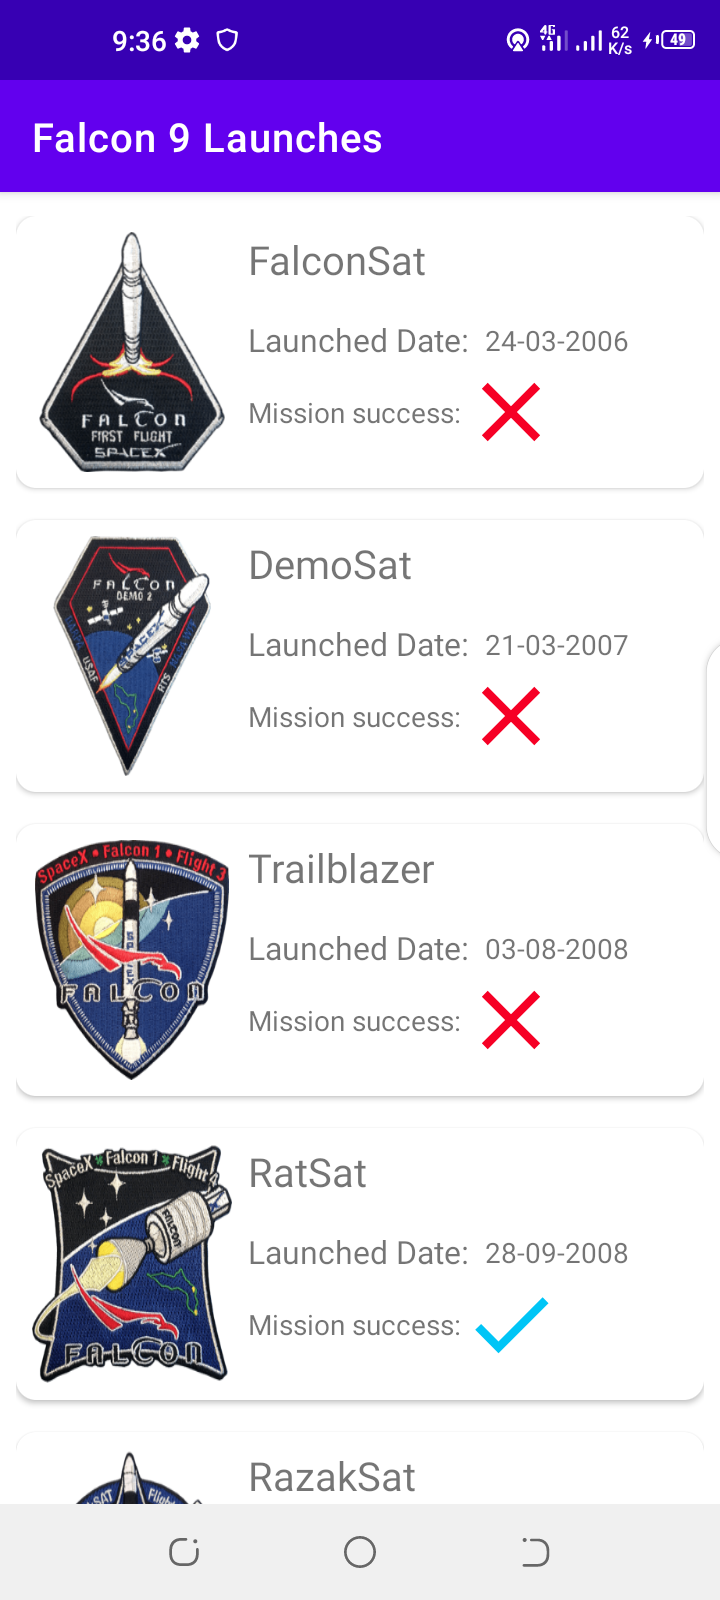 9:36
4G
62
K/s
49
Falcon 9 Launches
FALCON
FIRST FLIGHT
SPACEX
FalconSat
Launched Date: 24-03-2006
Mission success:
FALCON
DEMO 2
SPACEX
USAF
RTS
DemoSat
Launched Date: 21-03-2007
Mission success:
SpaceX • Falcon 1 • Flight 3
SPACEX
FALCON
Trailblazer
Launched Date: 03-08-2008
Mission success:
SpaceX Falcon 1 Flight 4
FALCON
FALCON
RatSat
Launched Date: 28-09-2008
Mission success:
RazakSat